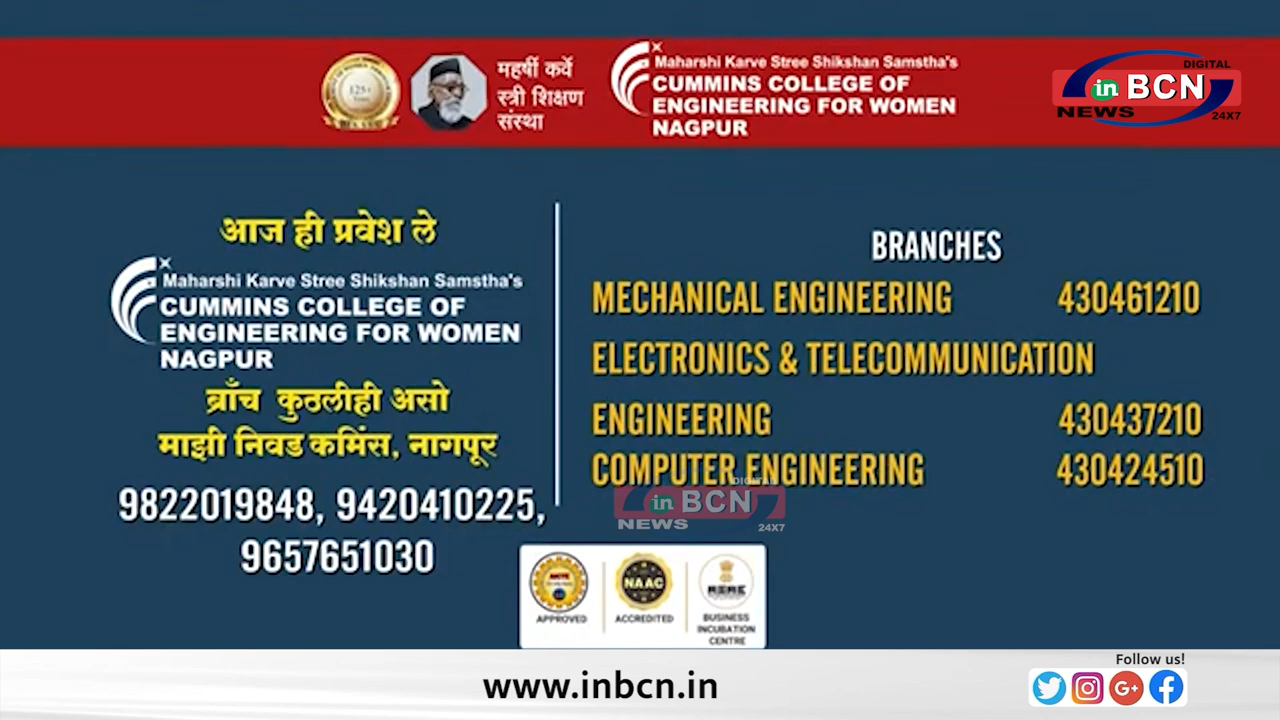 महर्षी कर्वे
स्त्री शिक्षण
संस्था
Maharshi Karve Stree Shikshan Samstha's
CUMMINS COLLEGE OF
ENGINEERING FOR WOMEN
NAGPUR
DIGITAL
in BCN
NEWS 24X7
आज ही प्रवेश ले
Maharshi Karve Stree Shikshan Samstha's
CUMMINS COLLEGE OF
ENGINEERING FOR WOMEN
NAGPUR
ब्राँच कुठलीही असो
माझी निवड कमिंस, नागपूर
9822019848, 9420410225,
9657651030
BRANCHES
MECHANICAL ENGINEERING 430461210
ELECTRONICS & TELECOMMUNICATION
ENGINEERING 430437210
COMPUTER ENGINEERING 430424510
DIGITAL
in BCN
NEWS 24X7
APPROVED
NAAC
ACCREDITED
BUSINESS
INCUBATION
CENTRE
Follow us!
www.inbcn.in